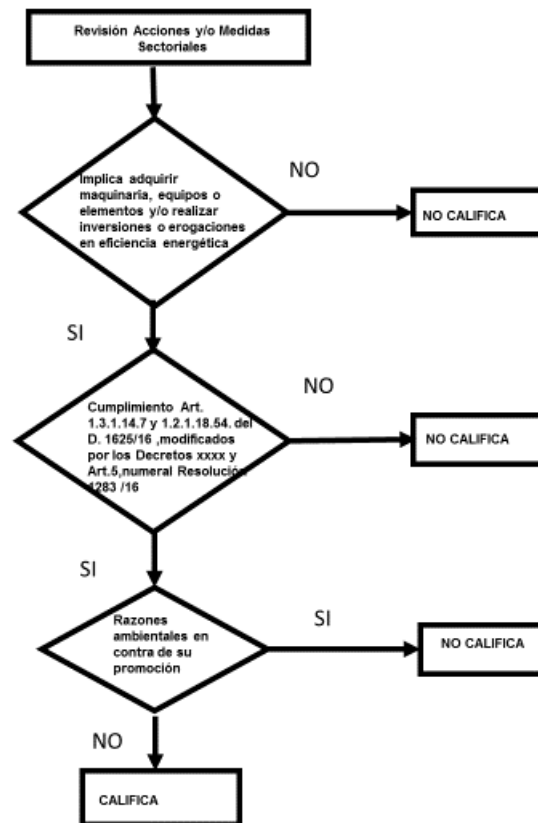 Revisión Acciones y/o Medidas
Sectoriales
Implica adquirir
maquinaria, equipos o
elementos y/o realizar
inversiones o erogaciones
en eficiencia energética
NO
NO CALIFICA
SI
Cumplimiento Art.
1.3.1.14.7 y 1.2.1.18.54. del
D. 1625/16 ,modificados
por los Decretos xxxx y
Art.5,numeral Resolución
1283 /16
NO
NO CALIFICA
SI
Razones
ambientales en
contra de su
promoción
SI
NO CALIFICA
NO
CALIFICA